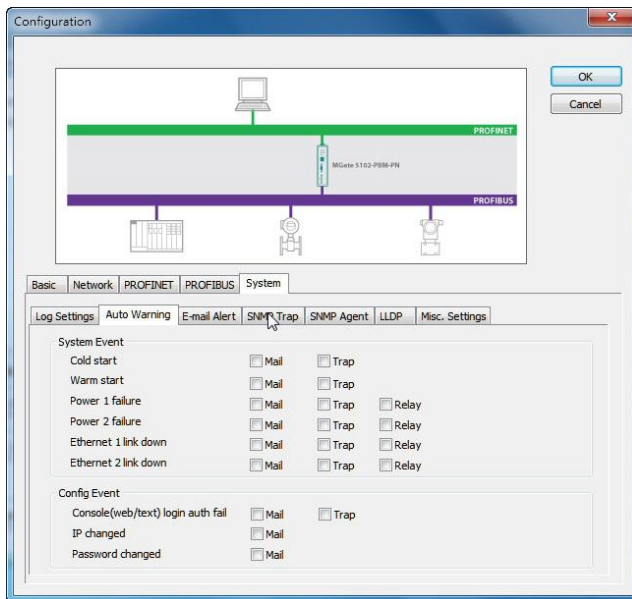 Configuration
OK
Cancel
PROFINET
MGate 5102-PBM-PN
PROFIBUS
Basic Network PROFINET PROFIBUS System
Log Settings Auto Warning E-mail Alert SNMP Trap SNMP Agent LLDP Misc. Settings
System Event
Cold start Mail Trap
Warm start Mail Trap
Power 1 failure Mail Trap Relay
Power 2 failure Mail Trap Relay
Ethernet 1 link down Mail Trap Relay
Ethernet 2 link down Mail Trap Relay
Config Event
Console(web/text) login auth fail Mail Trap
IP changed Mail
Password changed Mail